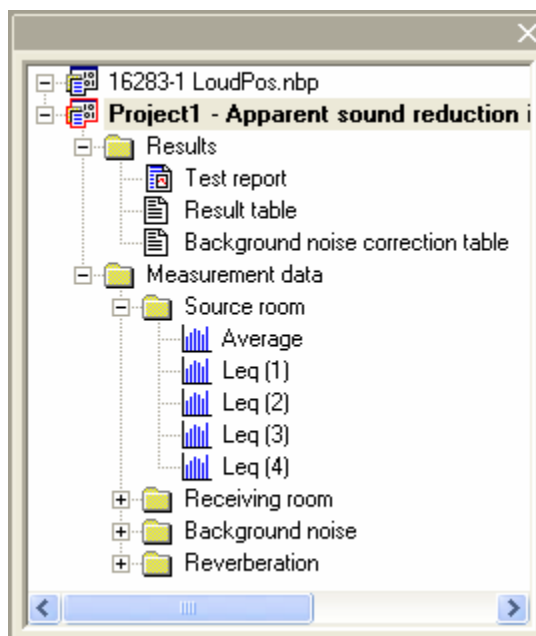 16283-1 LoudPos.nbp
Project1 - Apparent sound reduction i
Results
Test report
Result table
Background noise correction table
Measurement data
Source room
Average
Leq (1)
Leq (2)
Leq (3)
Leq (4)
Receiving room
Background noise
Reverberation